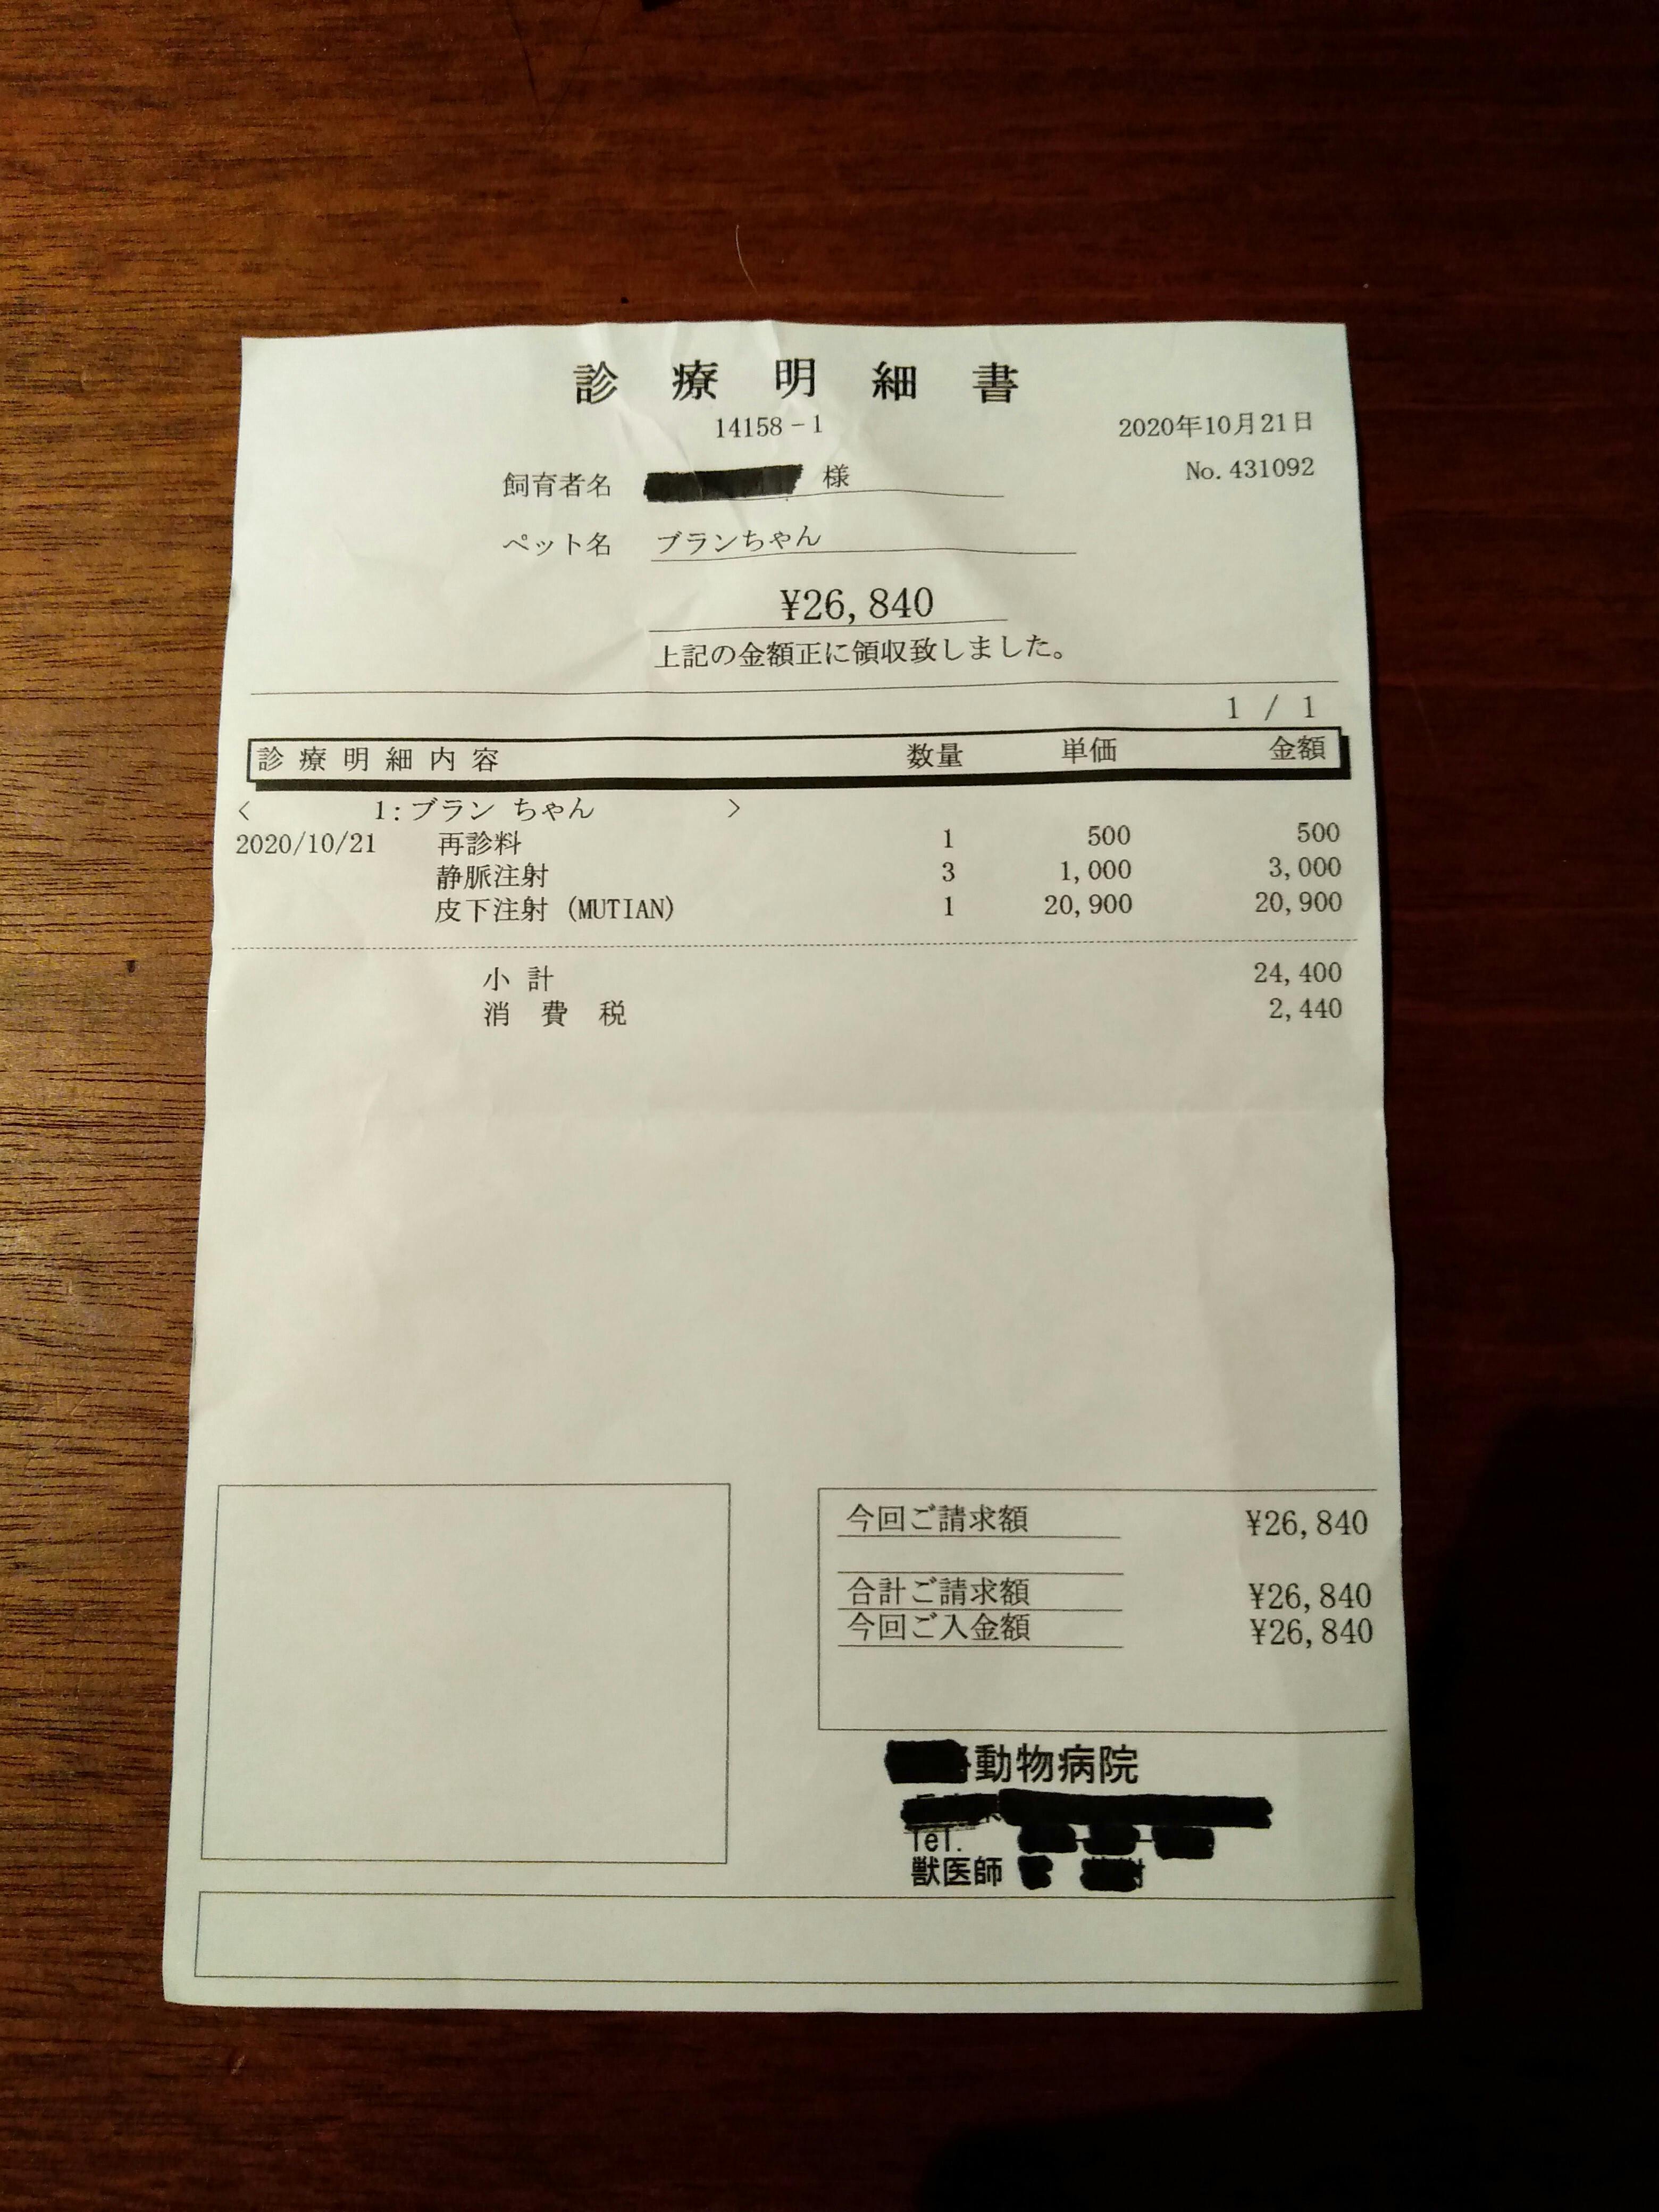 診療明細書
14158-1
2020年10月21日
No. 431092
飼育者名 様
ペット名 ブランちゃん
¥26,840
上記の金額正に領収致しました。
1 / 1
診療明細内容 数量 単価 金額
< 1:ブラン ちゃん >
2020/10/21 再診料 1 500 500
静脈注射 3 1,000 3,000
皮下注射 (MUTIAN) 1 20,900 20,900
小計 24,400
消費税 2,440
今回ご請求額 ¥26,840
合計ご請求額 ¥26,840
今回ご入金額 ¥26,840
動物病院
Tel.
獣医師